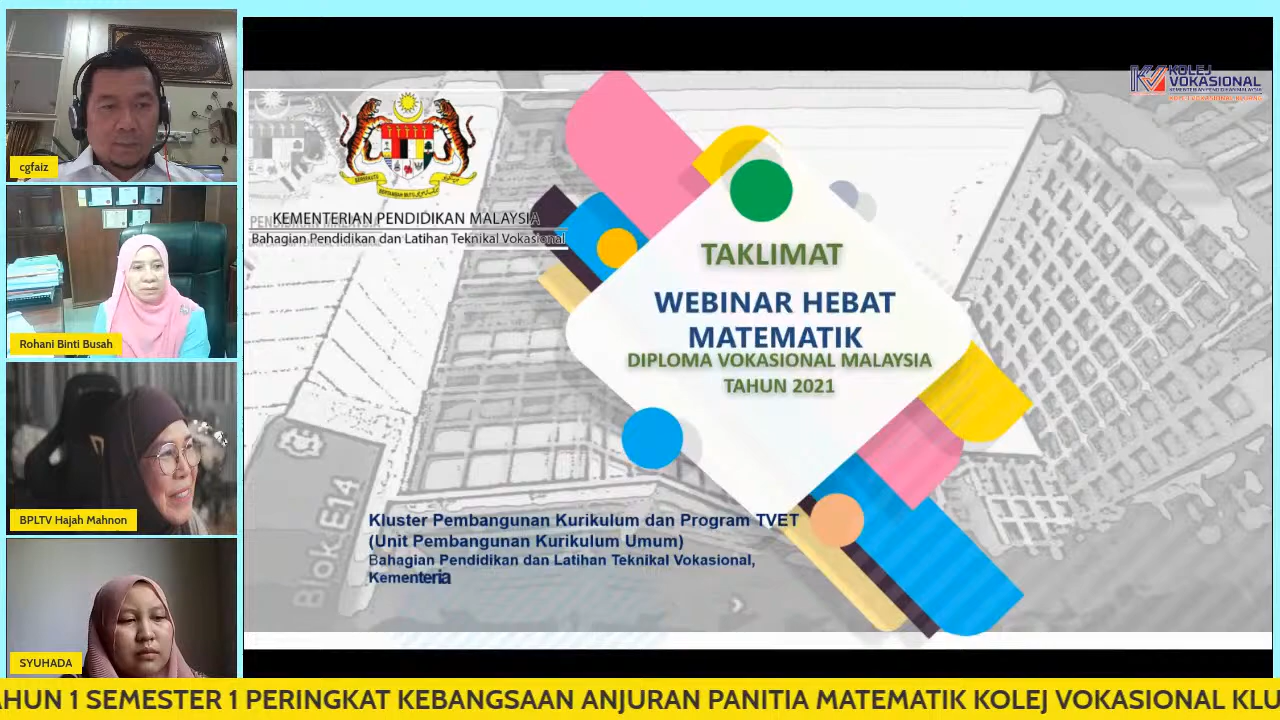 cgfaiz
Rohani Binti Busah
BPLTV Hajah Mahnon
SYUHADA
KOLEJ
VOKASIONAL
KEMENTERIAN PENDIDIKAN MALAYSIA
KEMENTERIAN PENDIDIKAN MALAYSIA
Bahagian Pendidikan dan Latihan Teknikal Vokasional
TAKLIMAT
WEBINAR HEBAT
MATEMATIK
DIPLOMA VOKASIONAL MALAYSIA
TAHUN 2021
Blok E14
Kluster Pembangunan Kurikulum dan Program TVET
(Unit Pembangunan Kurikulum Umum)
Bahagian Pendidikan dan Latihan Teknikal Vokasional,
Kementeria
AHUN 1 SEMESTER 1 PERINGKAT KEBANGSAAN ANJURAN PANITIA MATEMATIK KOLEJ VOKASIONAL KLU